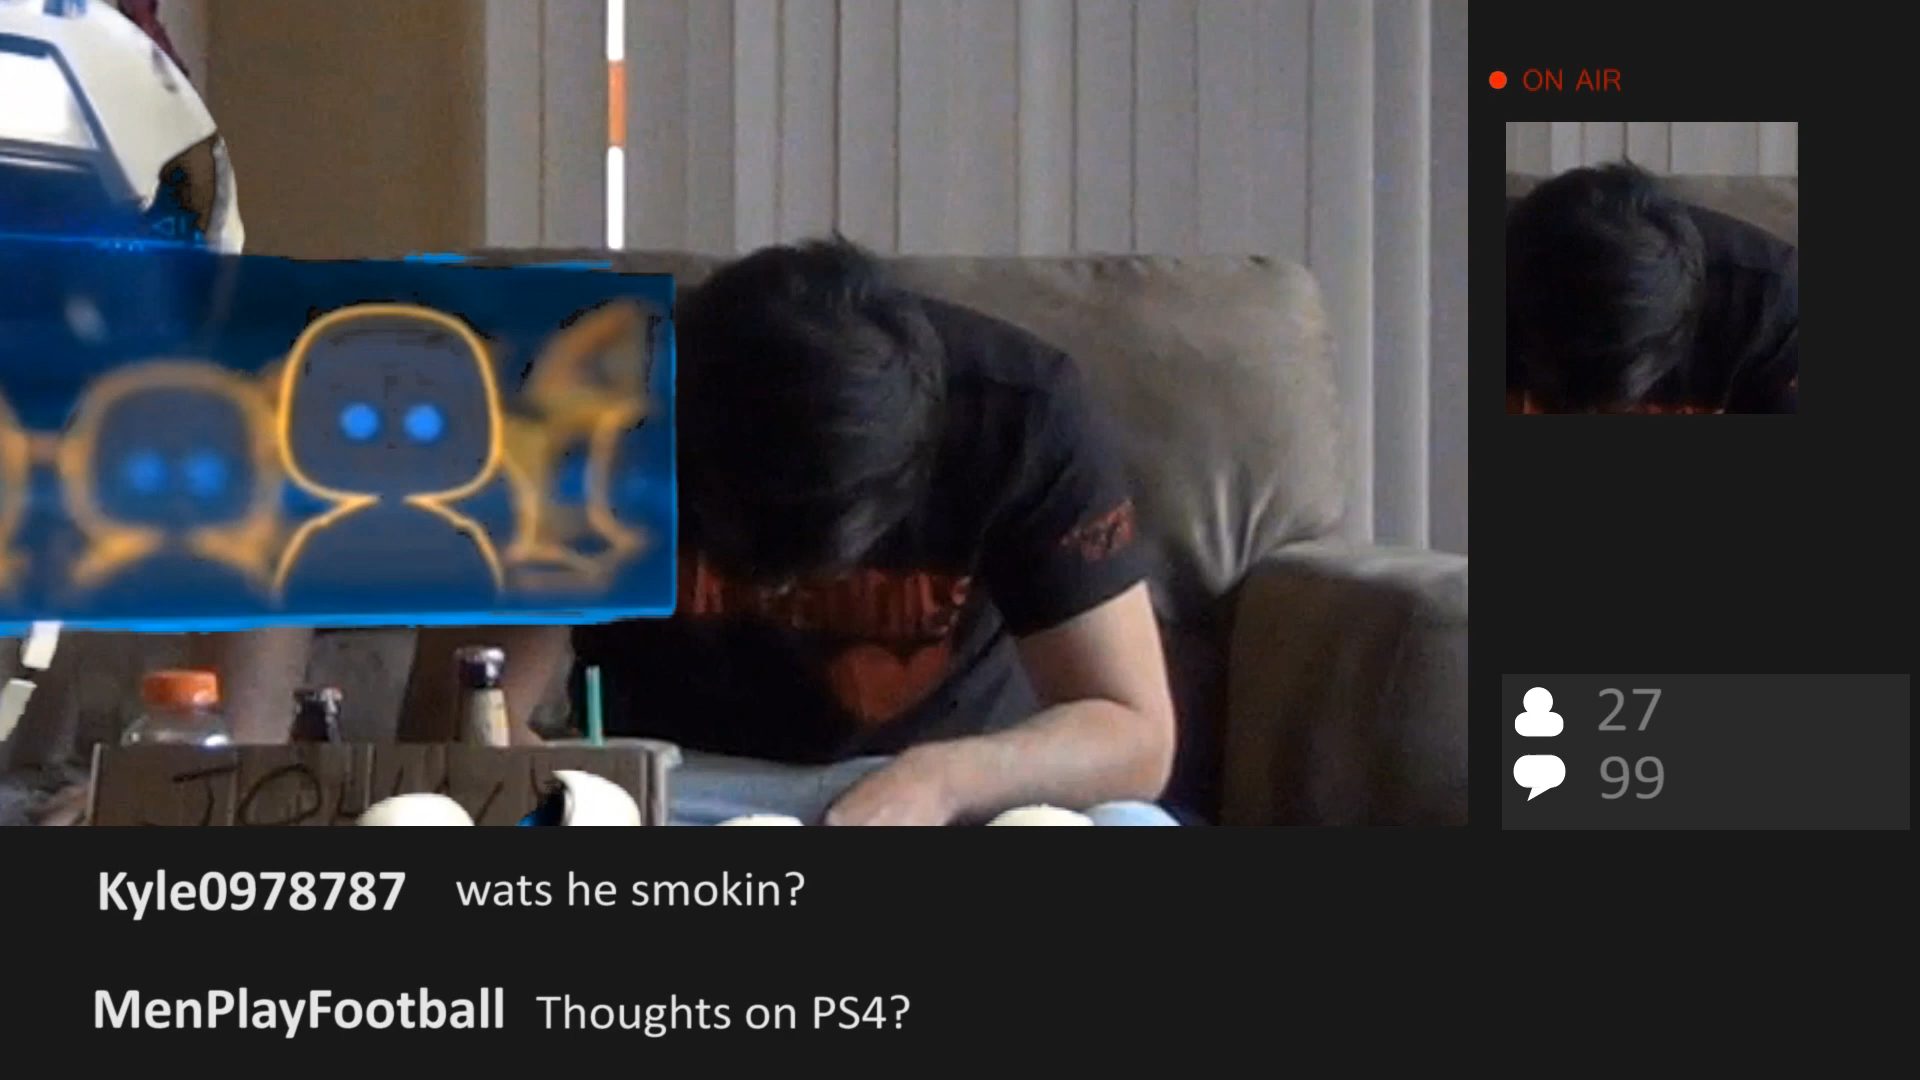 ON AIR
27
99
Kyle0978787 wats he smokin?
MenPlayFootball Thoughts on PS4?